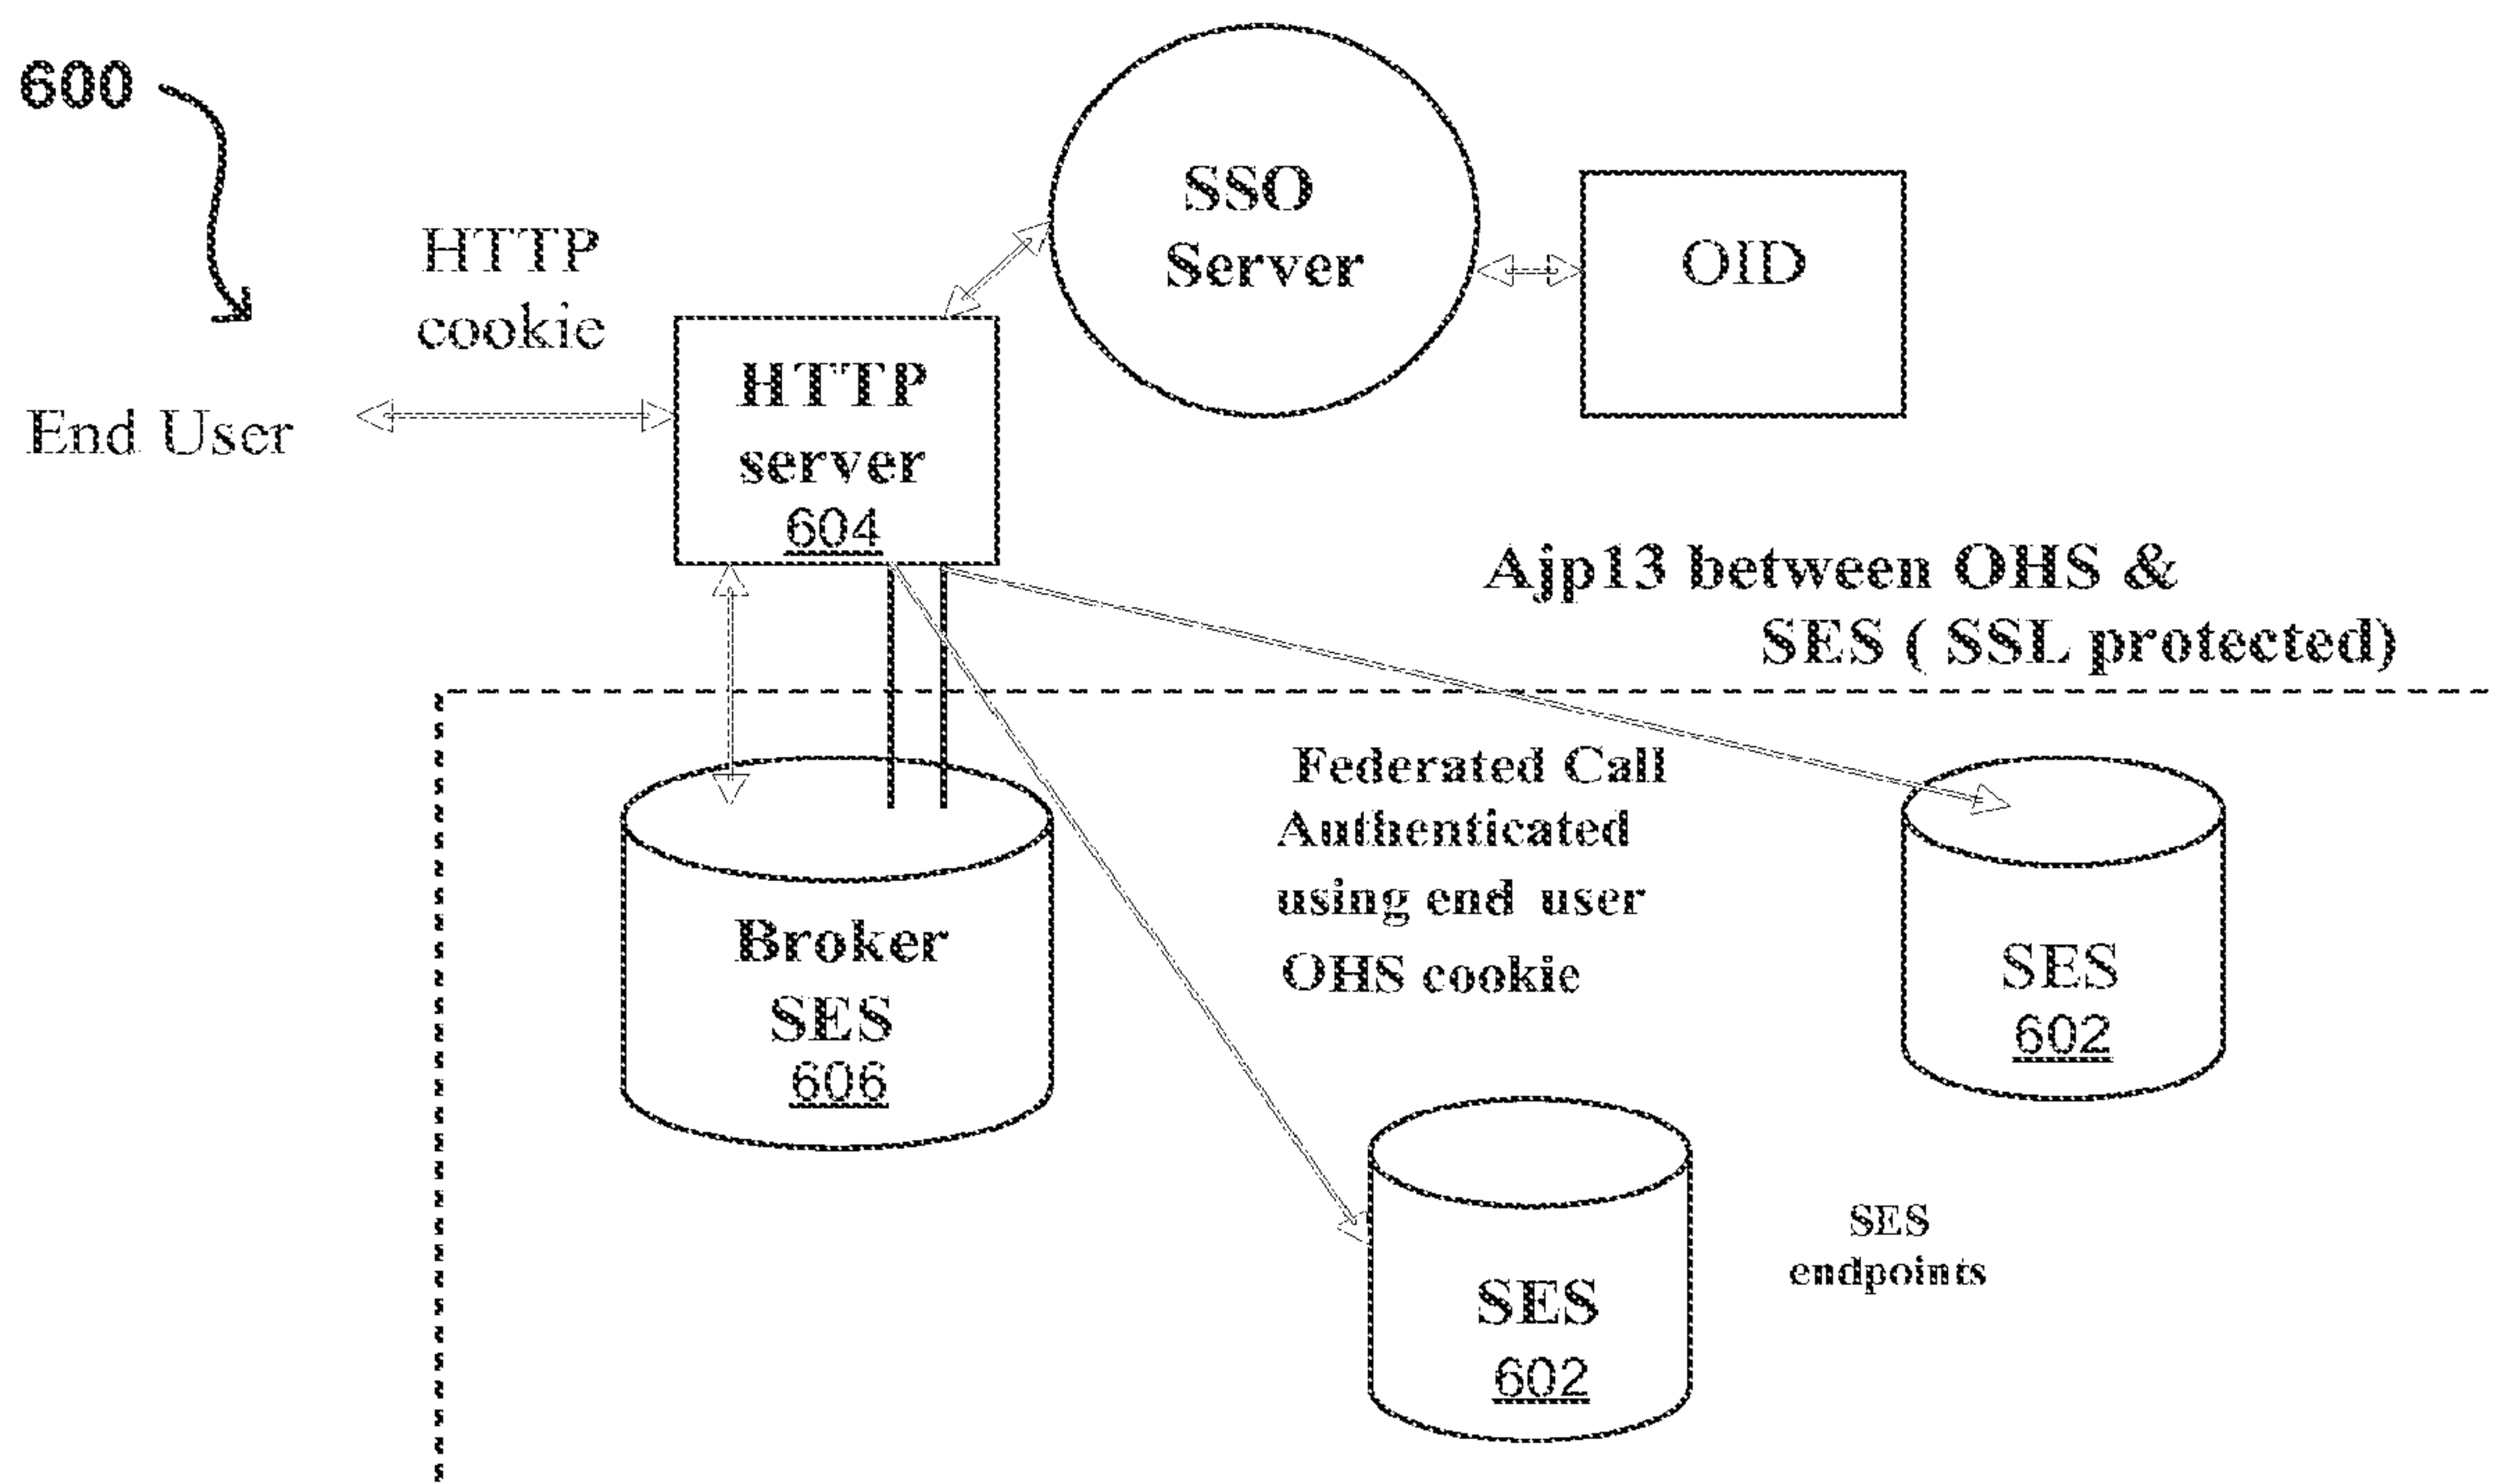 600
HTTP
cookie
End User
SSO
Server
OID
HTTP
server
604
Ajp13 between OHS &
SES ( SSL protected)
Federated Call
Authenticated
using end user
OHS cookie
Broker
SES
606
SES
602
SES
602
SES
endpoints